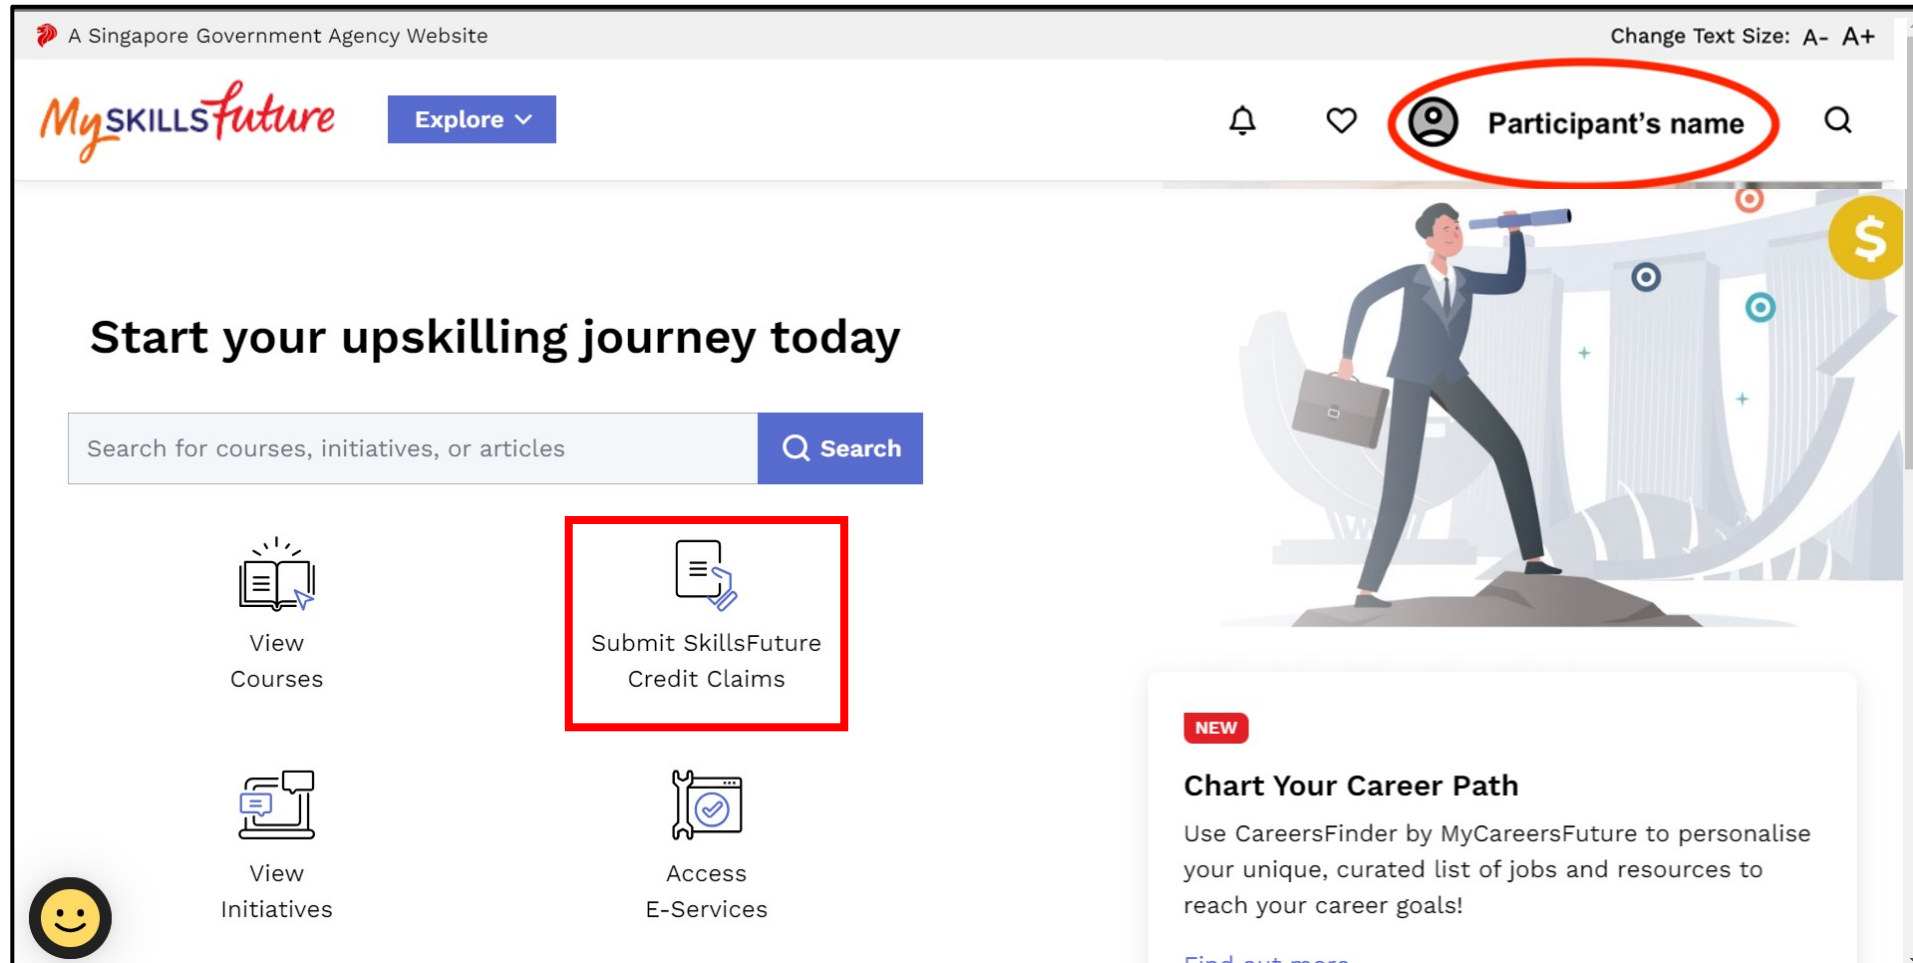 A Singapore Government Agency Website
Change Text Size: A- A+
MySKILLSfuture
Explore
Participant's name
Start your upskilling journey today
Search for courses, initiatives, or articles
Search
View
Courses
Submit SkillsFuture
Credit Claims
View
Initiatives
Access
E-Services
$
NEW
Chart Your Career Path
Use CareersFinder by MyCareersFuture to personalise
your unique, curated list of jobs and resources to
reach your career goals!
Find out more